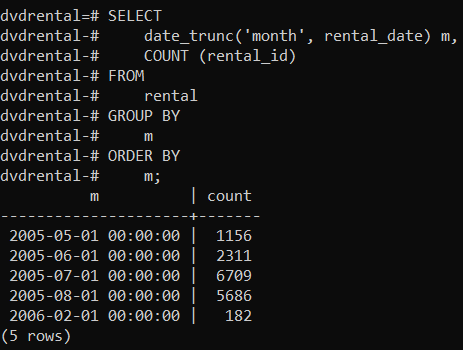 dvdrental=# SELECT
dvdrental-#     date_trunc('month', rental_date) m,
dvdrental-#     COUNT (rental_id)
dvdrental-# FROM
dvdrental-#     rental
dvdrental-# GROUP BY
dvdrental-#     m
dvdrental-# ORDER BY
dvdrental-#     m;
          m          | count
---------------------+-------
 2005-05-01 00:00:00 |  1156
 2005-06-01 00:00:00 |  2311
 2005-07-01 00:00:00 |  6709
 2005-08-01 00:00:00 |  5686
 2006-02-01 00:00:00 |   182
(5 rows)